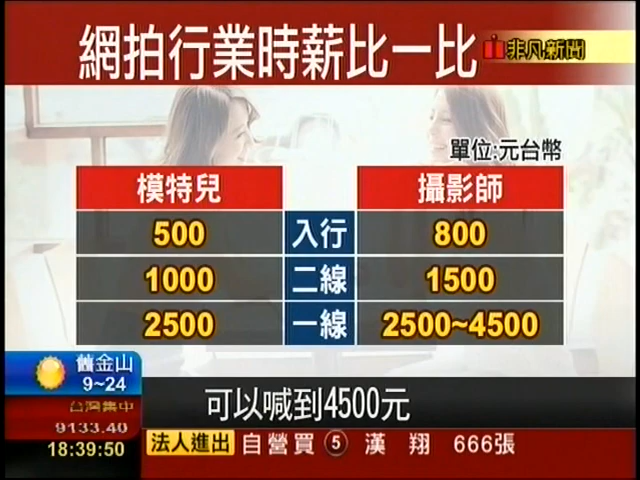 網拍行業時薪比一比
非凡新聞
單位:元台幣
模特兒 攝影師
500 入行 800
1000 二線 1500
2500 一線 2500~4500
舊金山
9~24
可以喊到4500元
台灣集中
9133.40
18:39:50
法人進出 自營買 5 漢 翔 666張